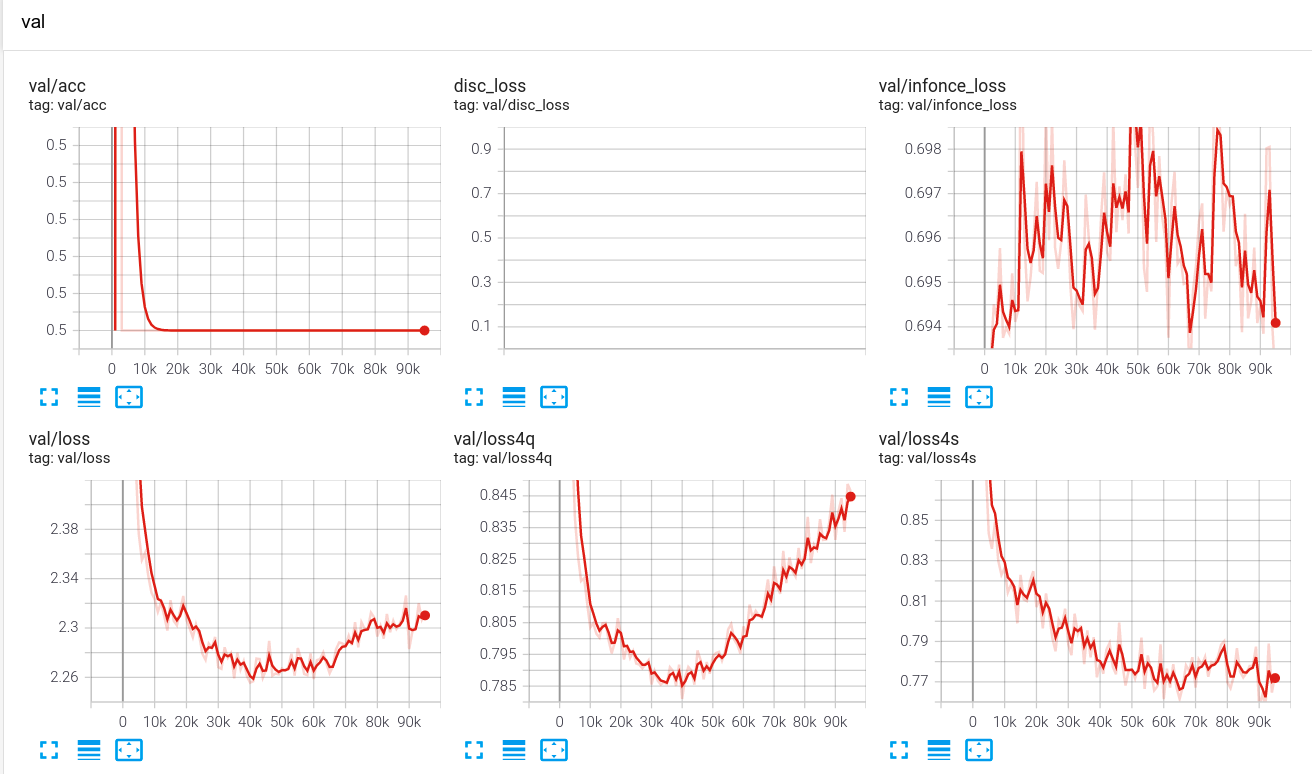 val
val/acc
tag: val/acc
0.5
0.5
0.5
0.5
0.5
0.5
0 10k 20k 30k 40k 50k 60k 70k 80k 90k
disc_loss
tag: val/disc_loss
0.9
0.7
0.5
0.3
0.1
val/infonce_loss
tag: val/infonce_loss
0.698
0.697
0.696
0.695
0.694
0 10k 20k 30k 40k 50k 60k 70k 80k 90k
val/loss
tag: val/loss
2.38
2.34
2.3
2.26
0 10k 20k 30k 40k 50k 60k 70k 80k 90k
val/loss4q
tag: val/loss4q
0.845
0.835
0.825
0.815
0.805
0.795
0.785
0 10k 20k 30k 40k 50k 60k 70k 80k 90k
val/loss4s
tag: val/loss4s
0.85
0.83
0.81
0.79
0.77
0 10k 20k 30k 40k 50k 60k 70k 80k 90k